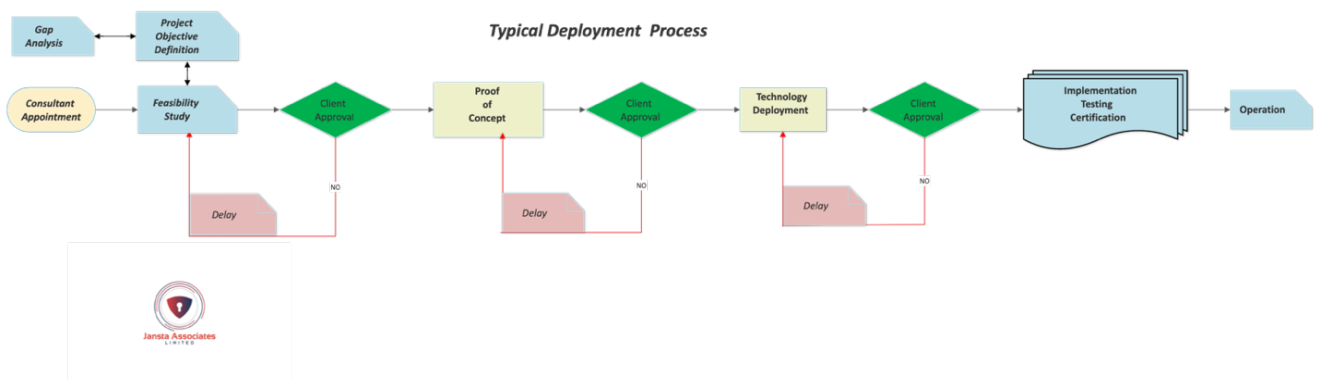 Typical Deployment Process
Gap
Analysis
Project
Objective
Definition
Consultant
Appointment
Feasibility
Study
Client
Approval
Proof
of
Concept
Client
Approval
Technology
Deployment
Client
Approval
Implementation
Testing
Certification
Operation
NO
Delay
NO
Delay
NO
Delay
Jansta Associates
LIMITED